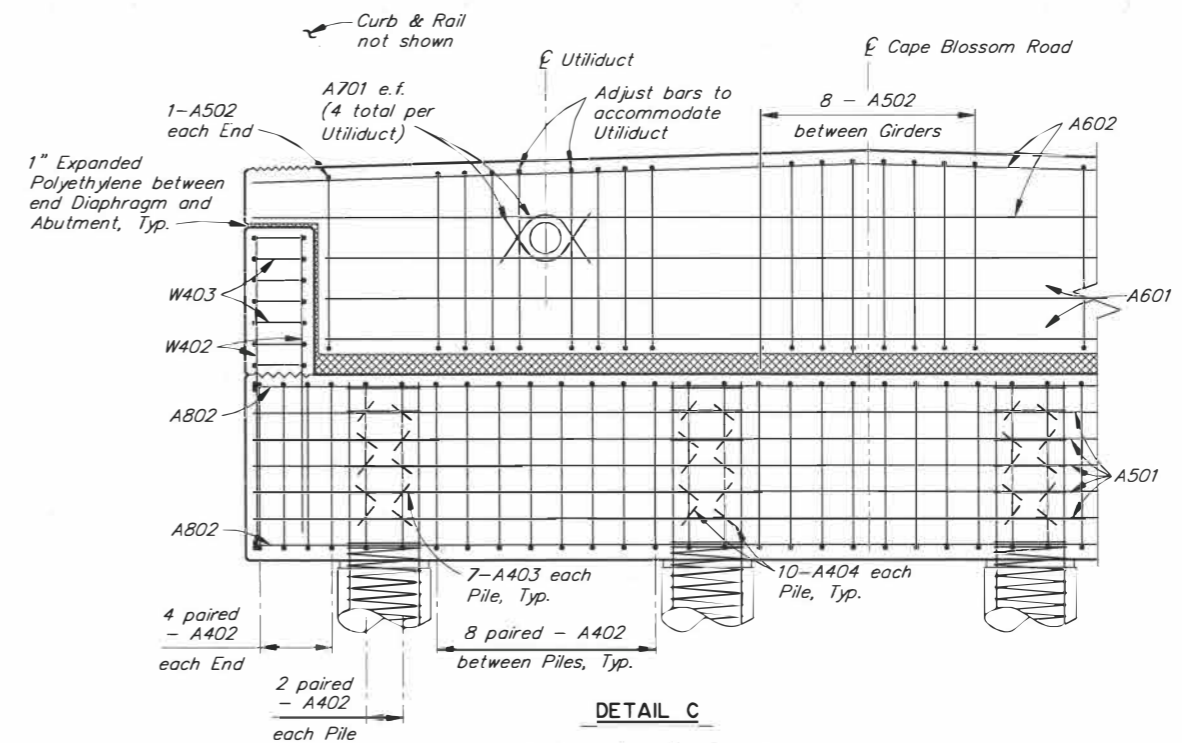 Curb & Rail
not shown
℄ Utiliduct
℄ Cape Blossom Road
A701 e.f.
(4 total per
Utiliduct)
Adjust bars to
accommodate
Utiliduct
8 - A502
between Girders
A602
1-A502
each End
1" Expanded
Polyethylene between
end Diaphragm and
Abutment, Typ.
W403
A601
W402
A802
A501
A802
7-A403 each
Pile, Typ.
10-A404 each
Pile, Typ.
4 paired
- A402
each End
8 paired - A402
between Piles, Typ.
2 paired
- A402
each Pile
DETAIL C